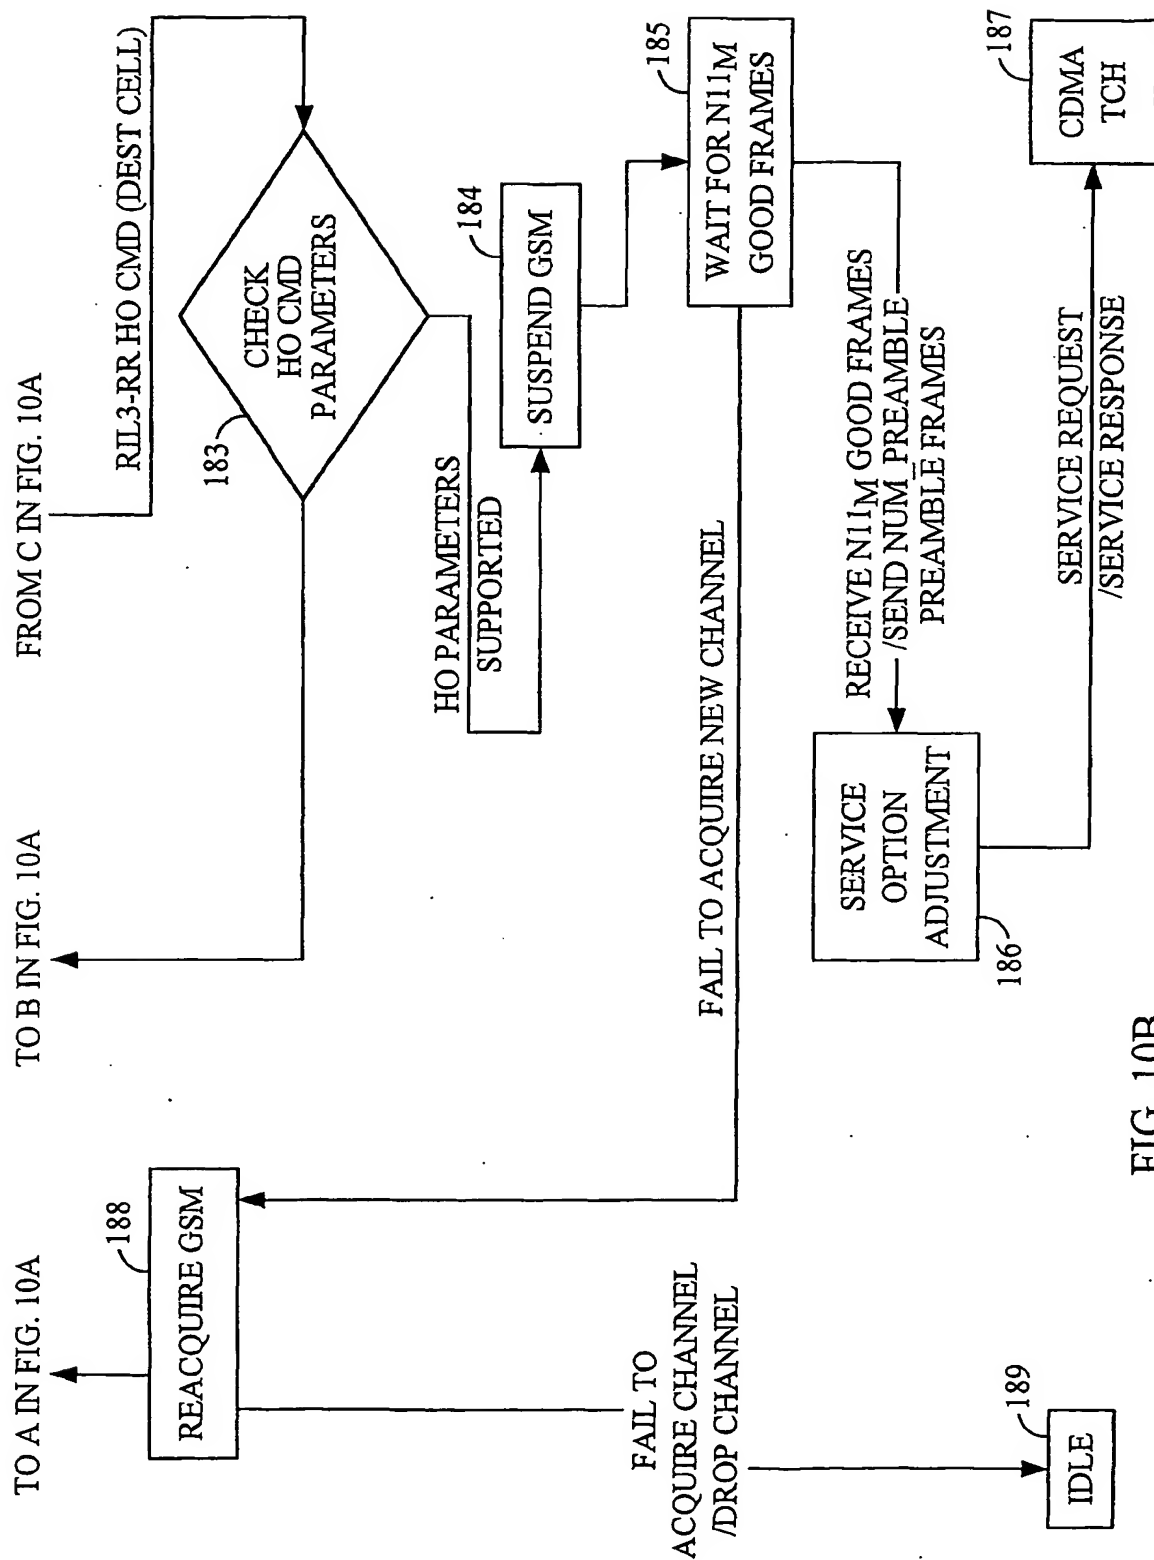 TO A IN FIG. 10A
TO B IN FIG. 10A
FROM C IN FIG. 10A
RIL3-RR HO CMD (DEST CELL)
188
REACQUIRE GSM
183
CHECK
HO CMD
PARAMETERS
HO PARAMETERS
SUPPORTED
184
SUSPEND GSM
185
WAIT FOR N11M
GOOD FRAMES
FAIL TO ACQUIRE NEW CHANNEL
FAIL TO
ACQUIRE CHANNEL
/DROP CHANNEL
RECEIVE N11M GOOD FRAMES
/SEND NUM_PREAMBLE
PREAMBLE FRAMES
SERVICE
OPTION
ADJUSTMENT
186
SERVICE REQUEST
/SERVICE RESPONSE
187
CDMA
TCH
189
IDLE
FIG. 10B